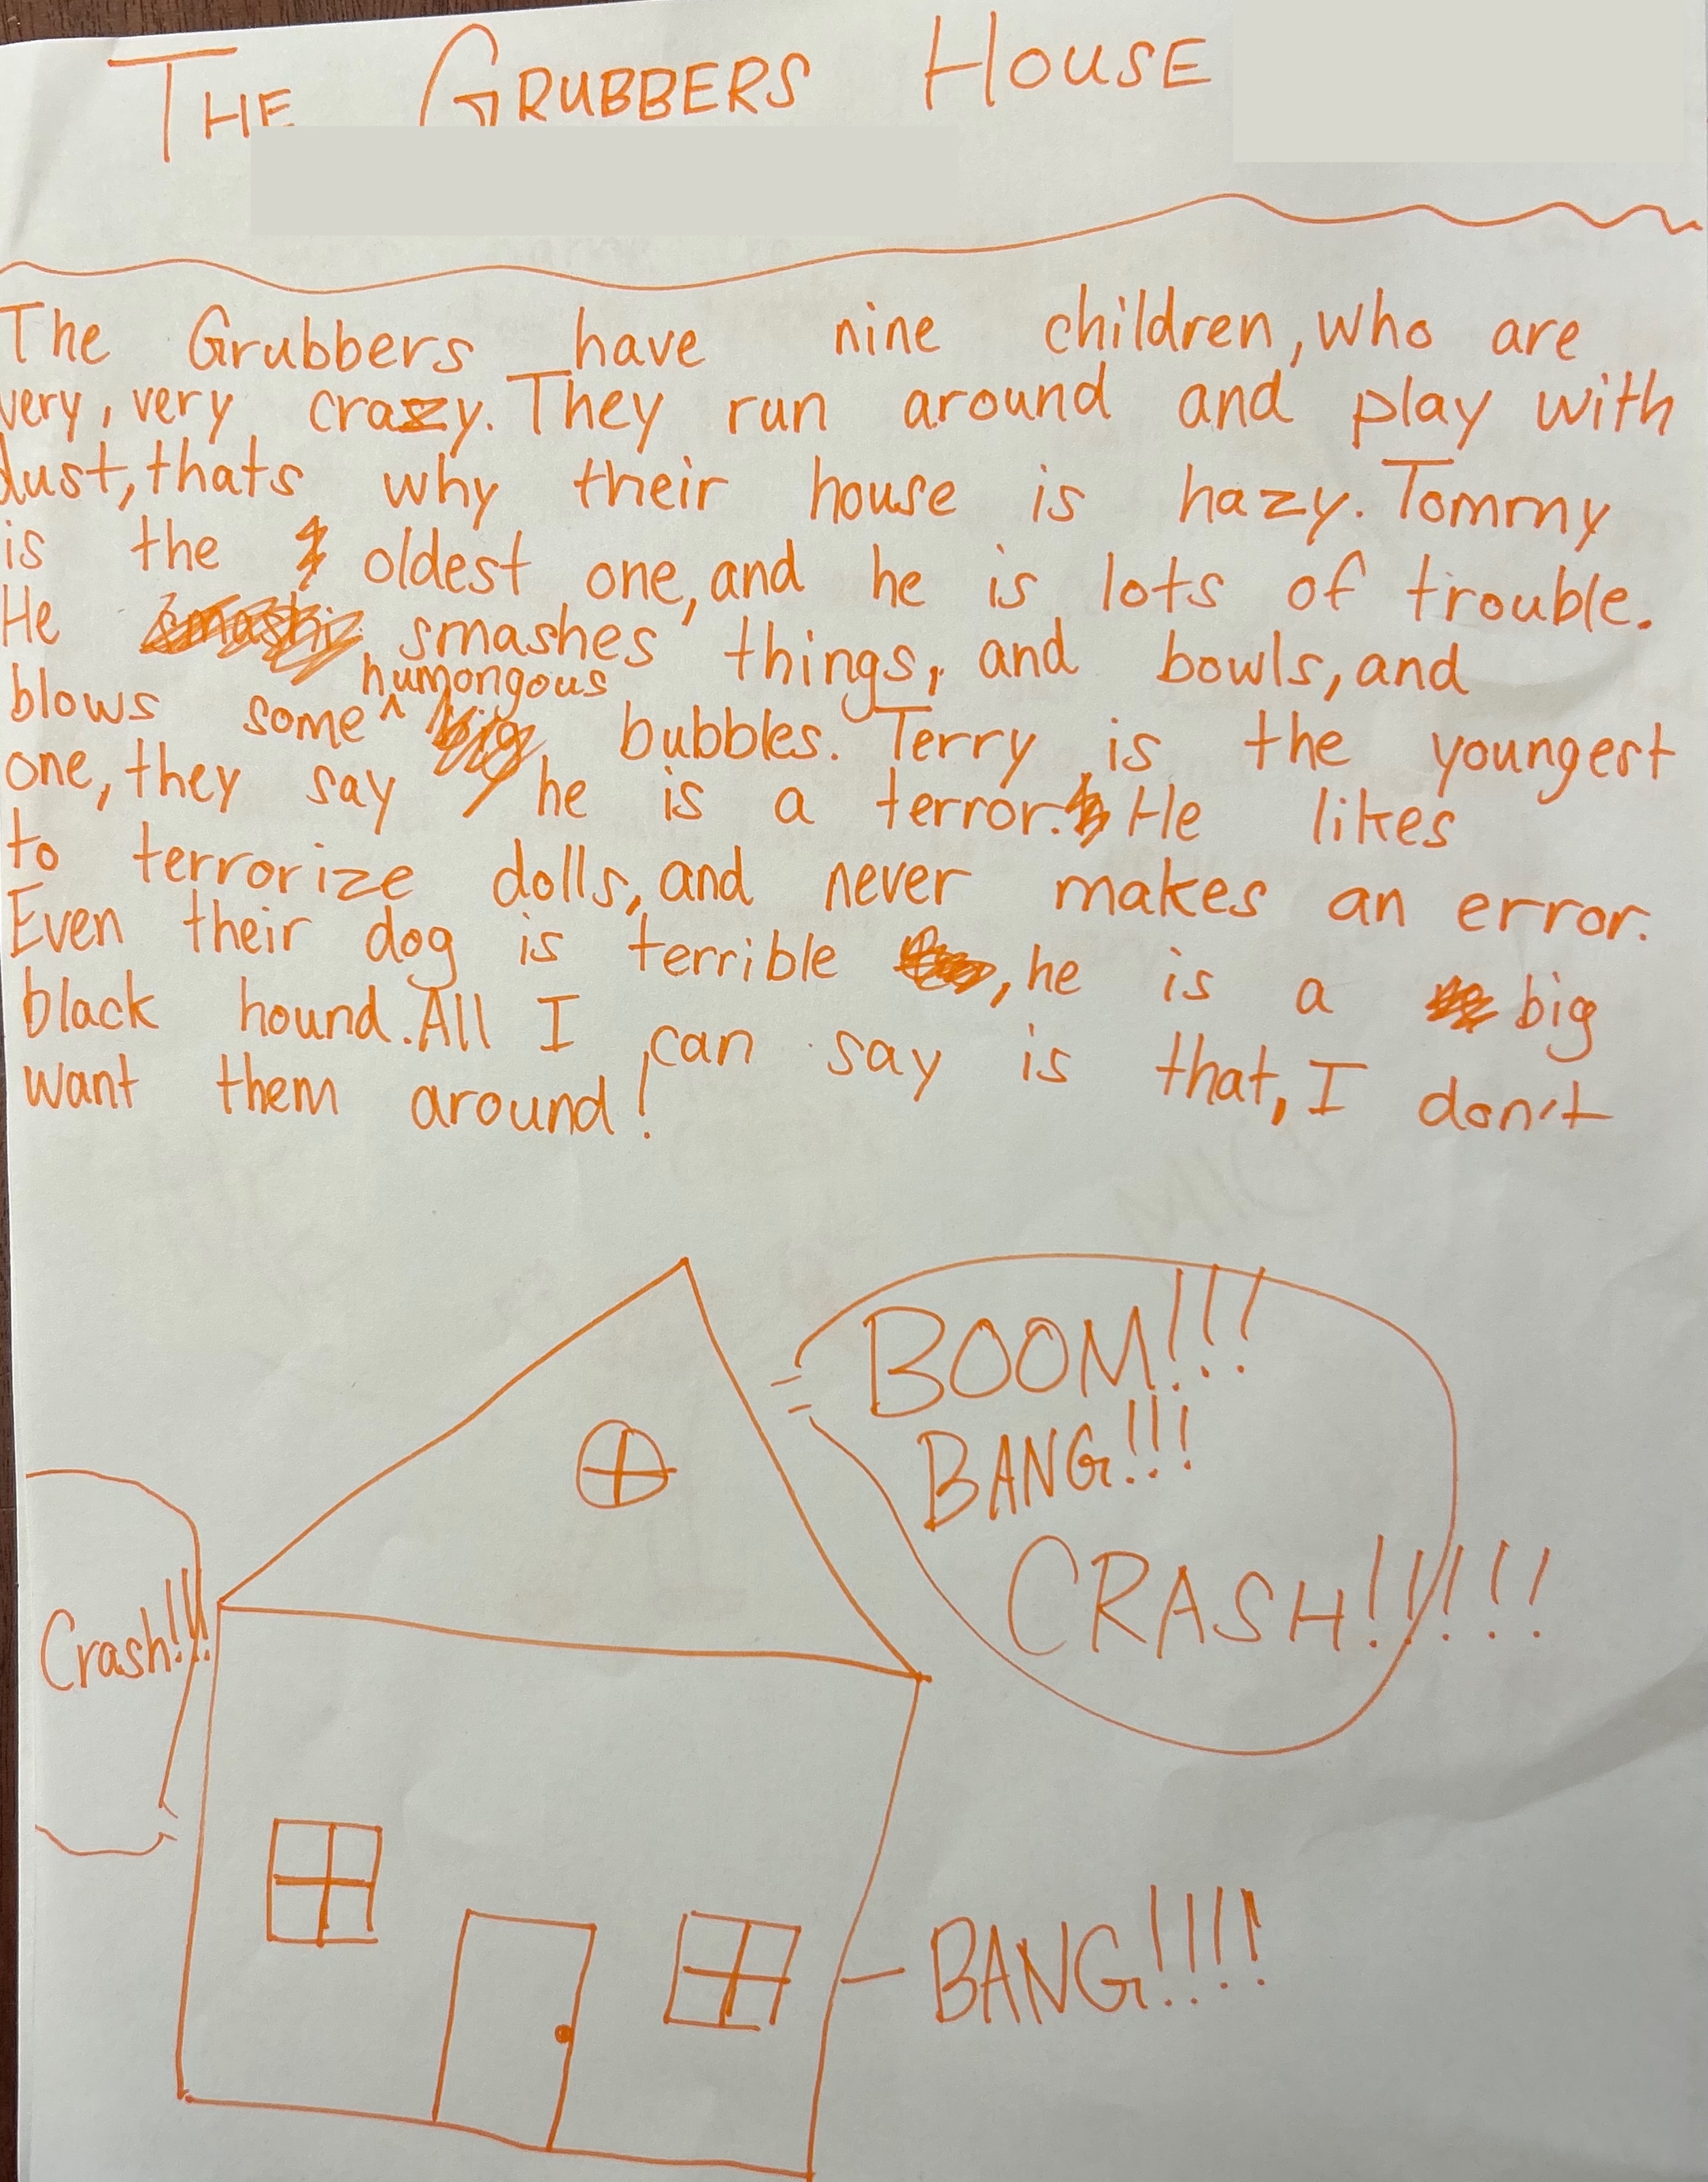 THE GRUBBERS HOUSE
The Grubbers have nine children, who are
very, very crazy. They run around and play with
dust, thats why their house is hazy. Tommy
is the oldest one, and he is lots of trouble.
He smashes things, and bowls, and
blows some humongous bubbles. Terry is the youngest
one, they say he is a terror. He likes
to terrorize dolls, and never makes an error.
Even their dog is terrible, he is a big
black hound. All I can say is that, I don't
want them around!
BOOM!!!
BANG!!!
CRASH!!!!!!
Crash!!!
BANG!!!!